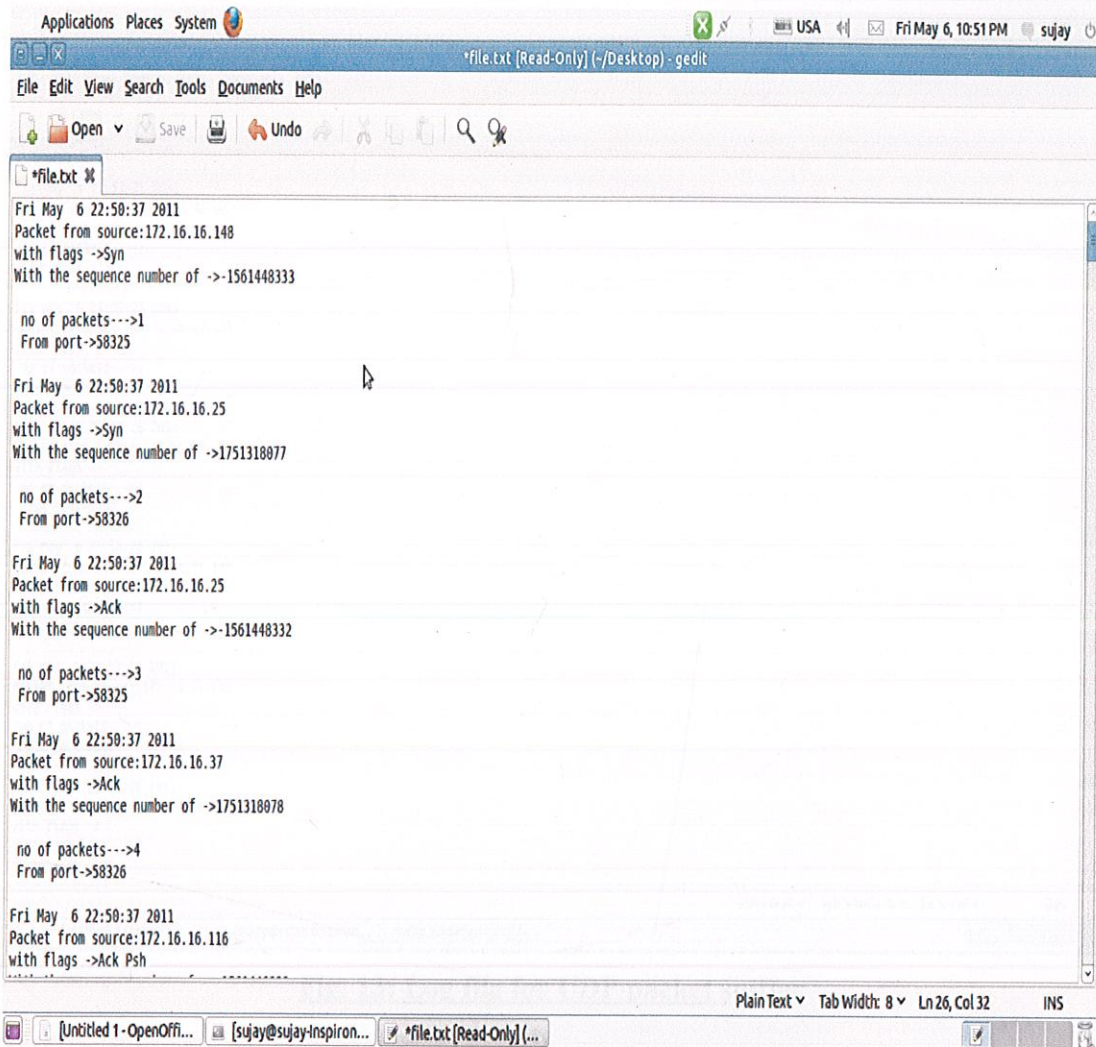 Applications Places System
USA Fri May 6, 10:51 PM sujay
*file.txt [Read-Only] (~/Desktop) - gedit
File Edit View Search Tools Documents Help
Open Save Undo
*file.txt
Fri May  6 22:50:37 2011
Packet from source:172.16.16.148
with flags ->Syn
With the sequence number of ->-1561448333
no of packets--->1
From port->58325
Fri May  6 22:50:37 2011
Packet from source:172.16.16.25
with flags ->Syn
With the sequence number of ->1751318077
no of packets--->2
From port->58326
Fri May  6 22:50:37 2011
Packet from source:172.16.16.25
with flags ->Ack
With the sequence number of ->-1561448332
no of packets--->3
From port->58325
Fri May  6 22:50:37 2011
Packet from source:172.16.16.37
with flags ->Ack
With the sequence number of ->1751318078
no of packets--->4
From port->58326
Fri May  6 22:50:37 2011
Packet from source:172.16.16.116
with flags ->Ack Psh
Plain Text Tab Width: 8 Ln 26, Col 32 INS
[Untitled 1 - OpenOffi... [sujay@sujay-Inspiron... *file.txt [Read-Only] (...